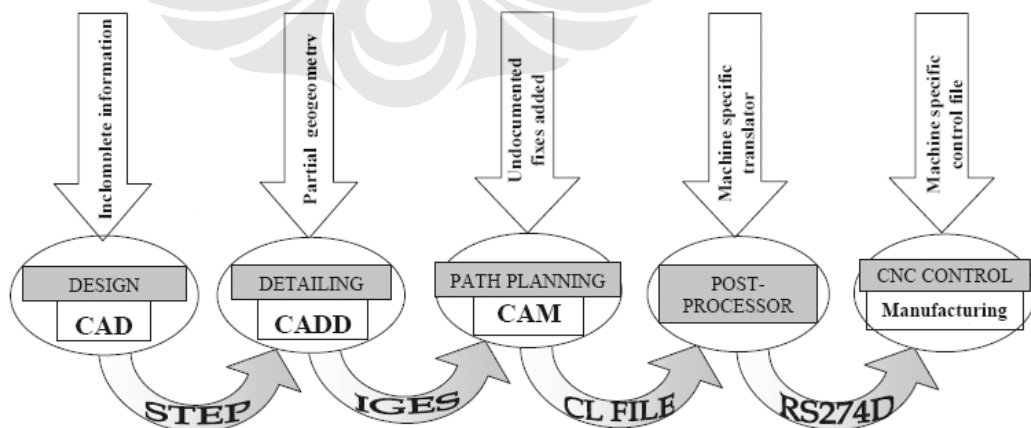 Inclomplete information
Partial geogeometry
Undocumented
fixes added
Machine specific
translator
Machine specific
control file
DESIGN
CAD
DETAILING
CADD
PATH PLANNING
CAM
POST-
PROCESSOR
CNC CONTROL
Manufacturing
STEP
IGES
CL FILE
RS274D